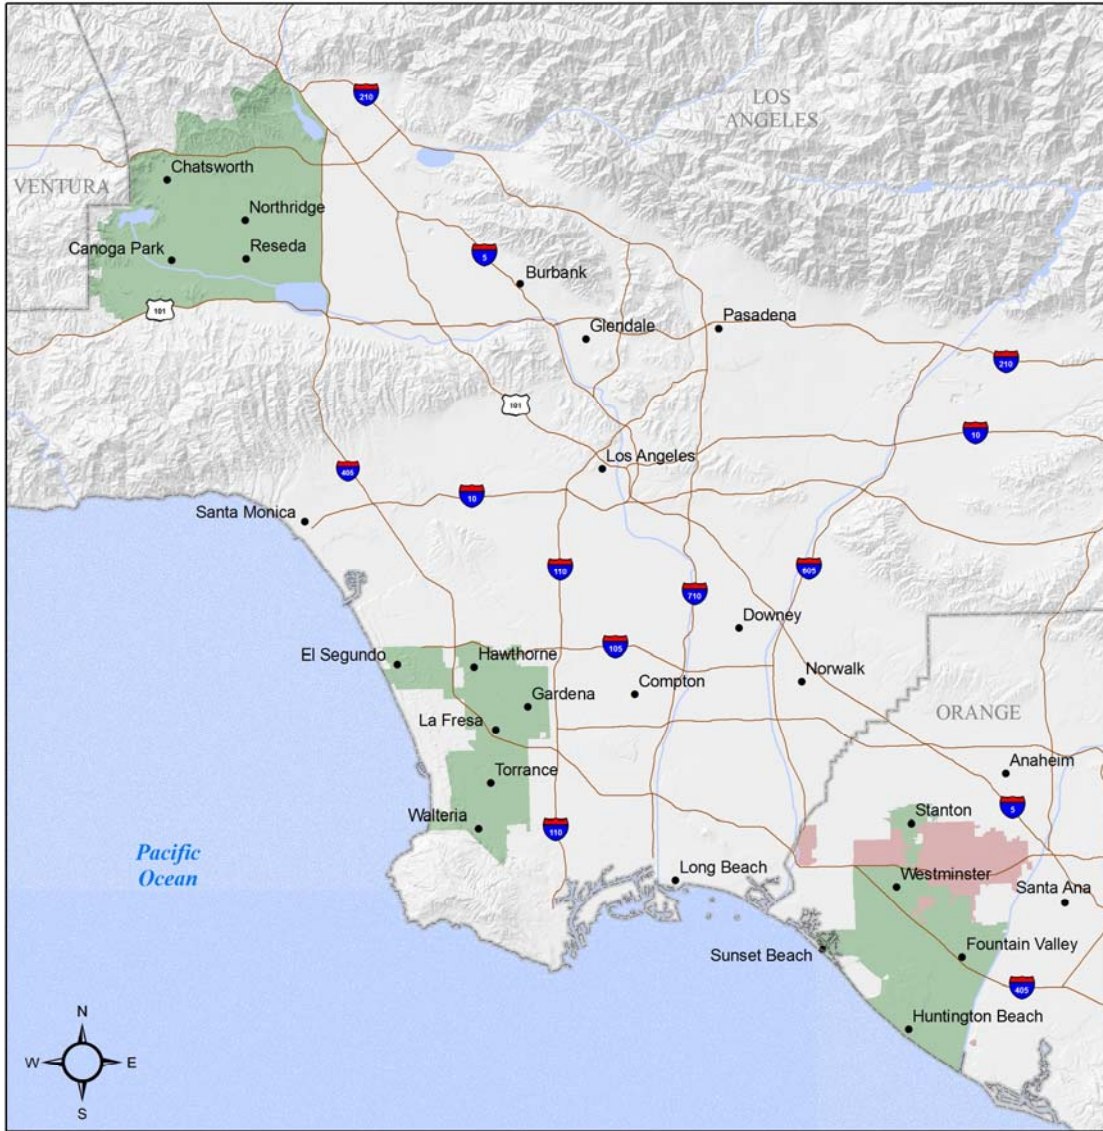 210
LOS
ANGELES
Chatsworth
VENTURA
Northridge
Canoga Park
Reseda
5
Burbank
101
Glendale
Pasadena
210
101
10
Los Angeles
405
10
Santa Monica
110
605
710
Downey
El Segundo
Hawthorne
105
Norwalk
Gardena
Compton
La Fresa
ORANGE
Torrance
Anaheim
Walteria
110
Stanton
5
Pacific
Ocean
Long Beach
Westminster
Santa Ana
Sunset Beach
Fountain Valley
405
Huntington Beach
N
W
E
S